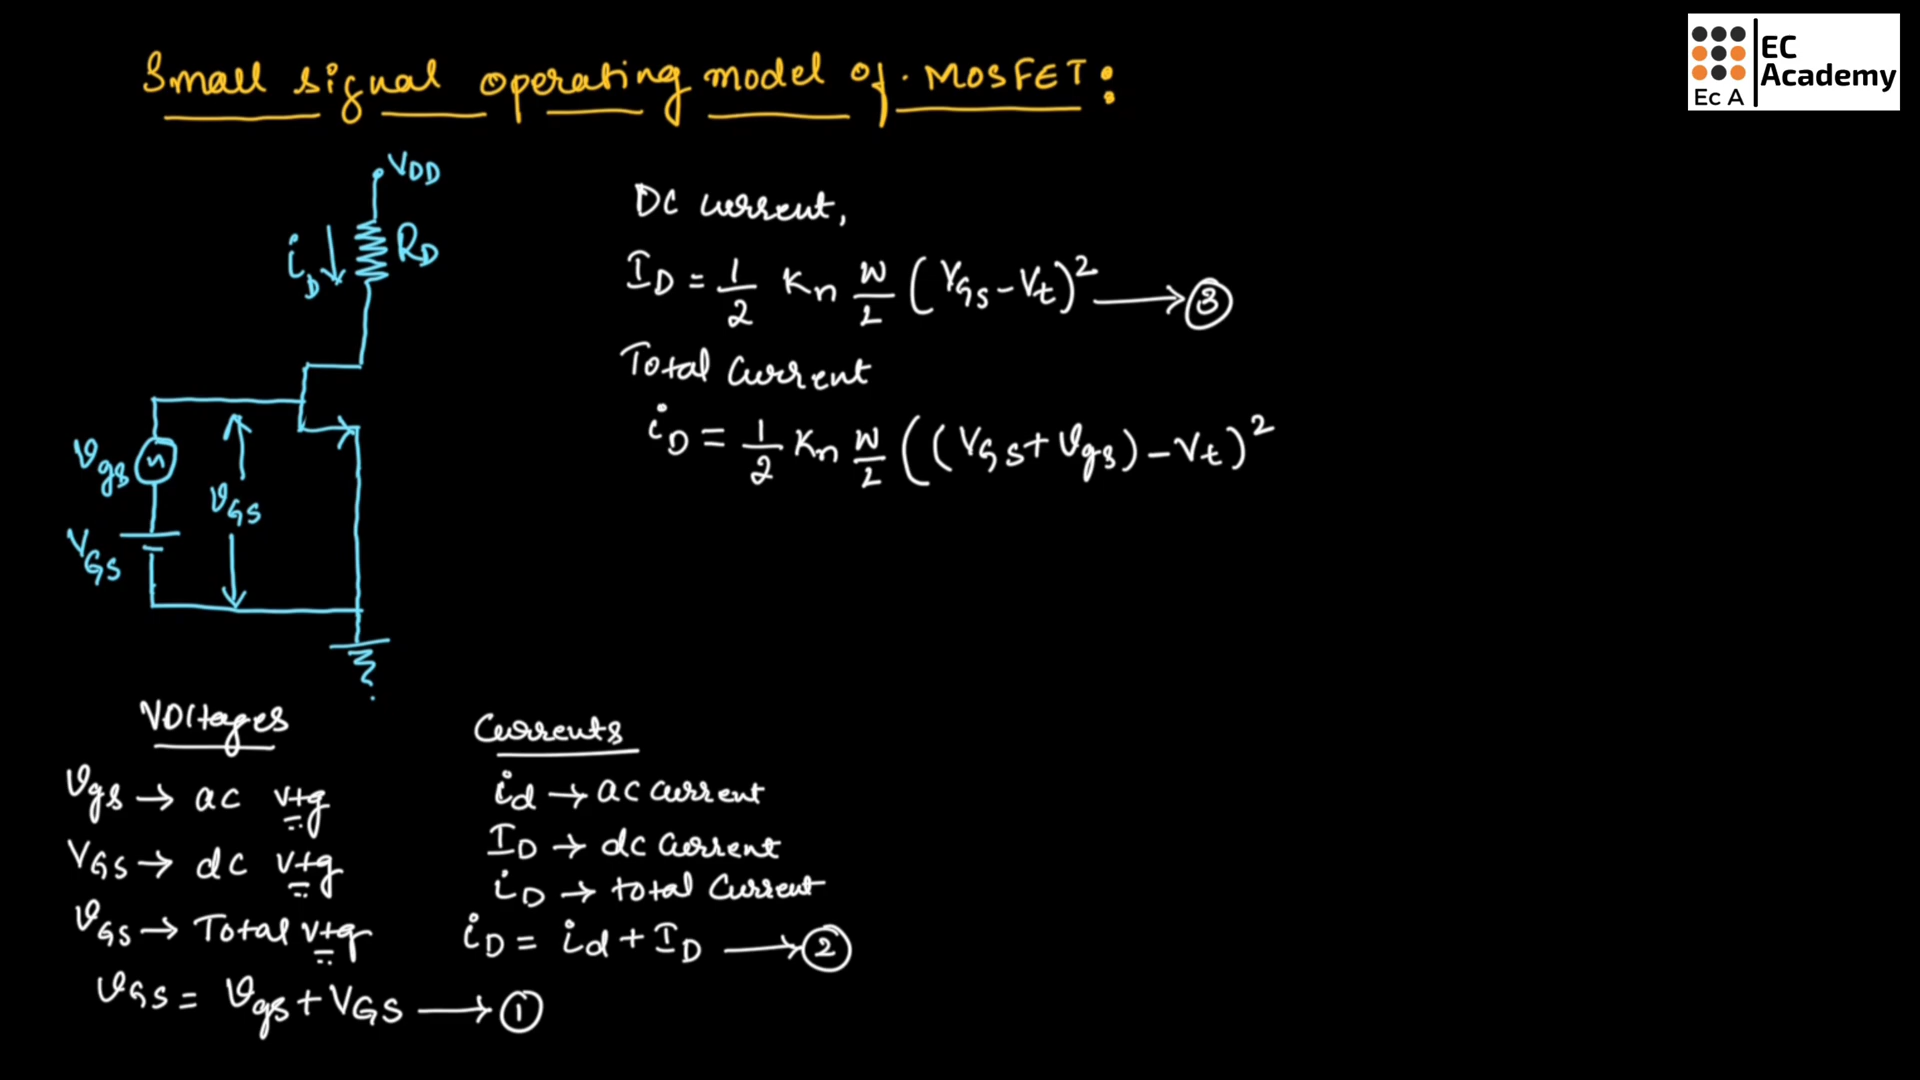 Small signal operating model of. MOSFET:
EC
Academy
Ec A
VDD
iD
RD
vgs
vGS
VGS
DC current,
ID = 1/2 Kn W/L (VGS - Vt)² → 3
Total Current
iD = 1/2 Kn W/L ((VGS + vgs) - Vt)²
Voltages
vgs → ac vtg
VGS → dc vtg
vGS → Total vtg
vGS = vgs + VGS → 1
Currents
id → ac current
ID → dc current
iD → total current
iD = id + ID → 2